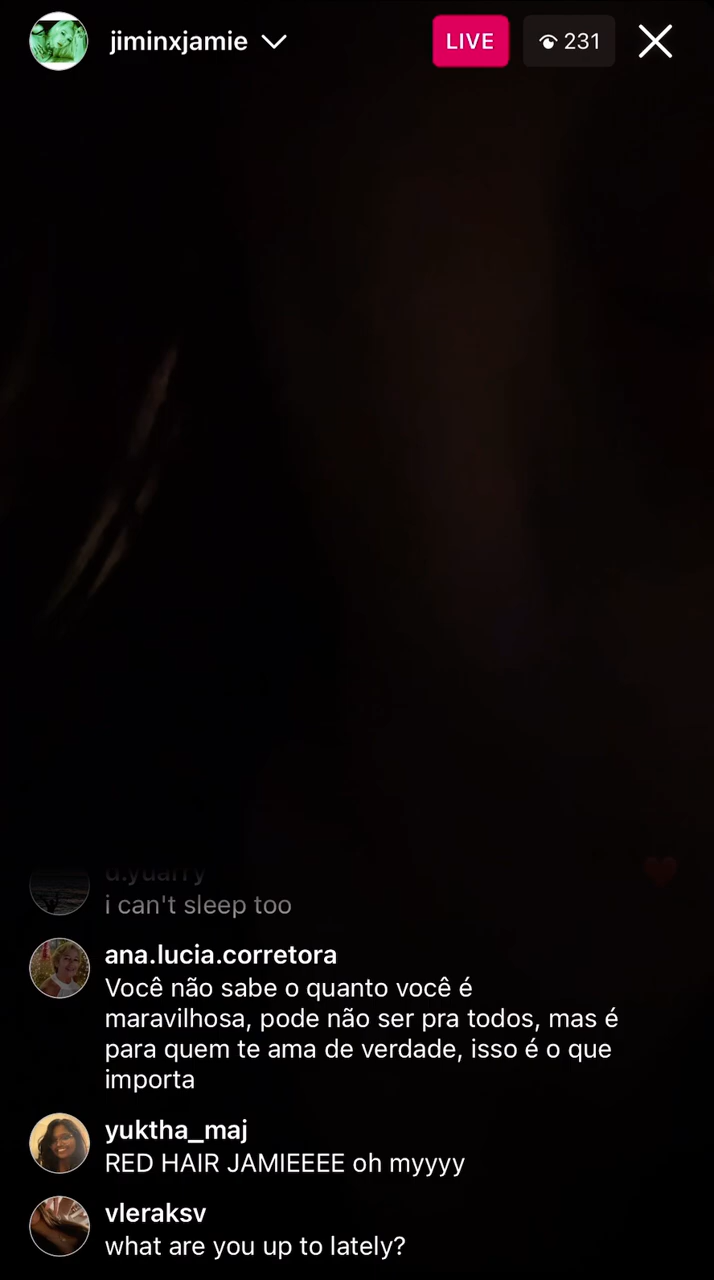 jiminxjamie
LIVE
231
i can't sleep too
ana.lucia.corretora
Você não sabe o quanto você é
maravilhosa, pode não ser pra todos, mas é
para quem te ama de verdade, isso é o que
importa
yuktha_maj
RED HAIR JAMIEEEE oh myyyy
vleraksv
what are you up to lately?